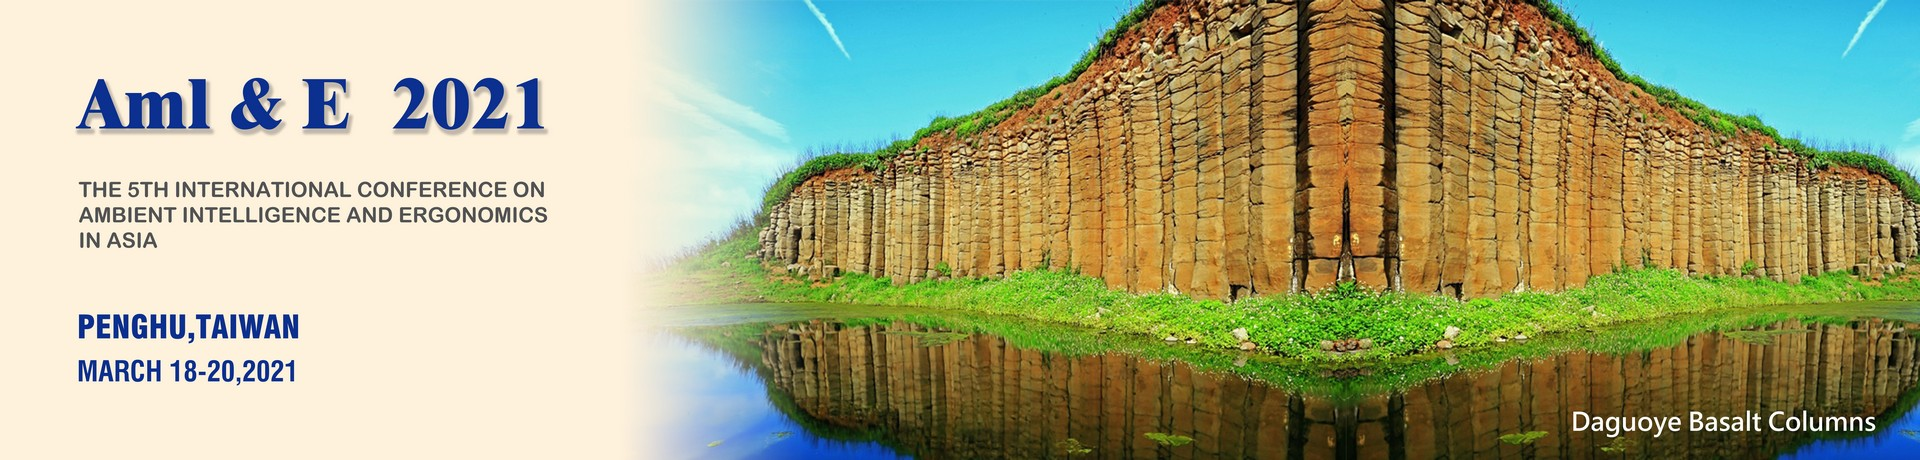 AmI & E 2021
THE 5TH INTERNATIONAL CONFERENCE ON
AMBIENT INTELLIGENCE AND ERGONOMICS
IN ASIA
PENGHU,TAIWAN
MARCH 18-20,2021
Daguoye Basalt Columns